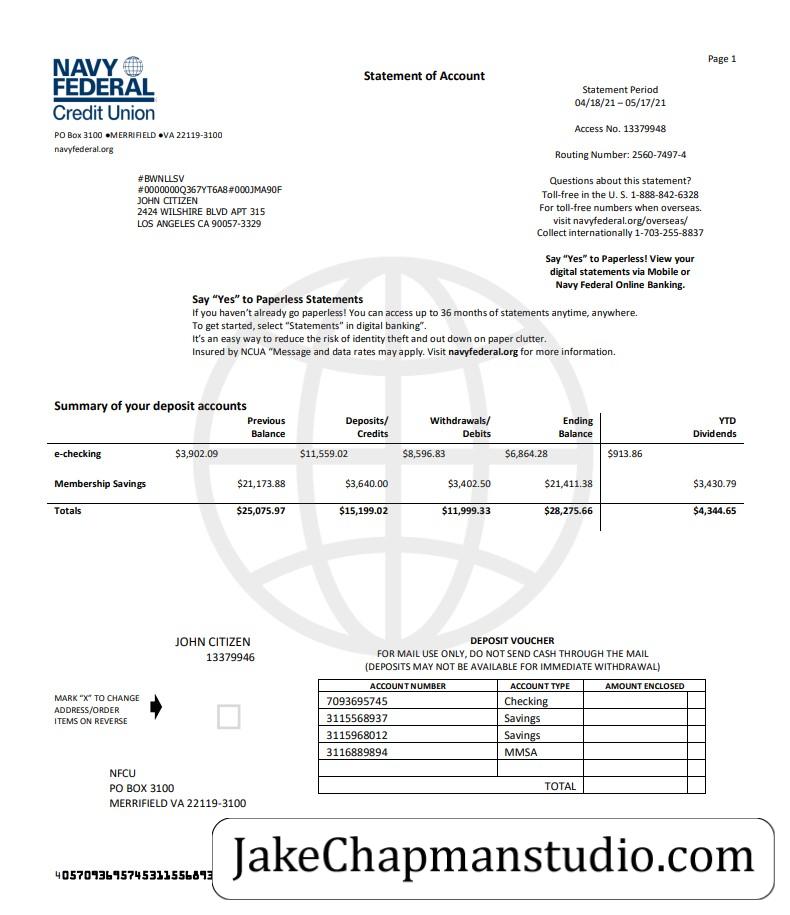 Page 1
NAVY
FEDERAL
Credit Union
Statement of Account
Statement Period
04/18/21 – 05/17/21
Access No. 13379948
Routing Number: 2560-7497-4
PO Box 3100 ●MERRIFIELD ●VA 22119-3100
navyfederal.org
Questions about this statement?
Toll-free in the U. S. 1-888-842-6328
For toll-free numbers when overseas.
visit navyfederal.org/overseas/
Collect internationally 1-703-255-8837
#BWNLLSV
#0000000Q367YT6A8#000JMA90F
JOHN CITIZEN
2424 WILSHIRE BLVD APT 315
LOS ANGELES CA 90057-3329
Say “Yes” to Paperless! View your
digital statements via Mobile or
Navy Federal Online Banking.
Say “Yes” to Paperless Statements
If you haven’t already go paperless! You can access up to 36 months of statements anytime, anywhere.
To get started, select “Statements” in digital banking”.
It’s an easy way to reduce the risk of identity theft and out down on paper clutter.
Insured by NCUA “Message and data rates may apply. Visit navyfederal.org for more information.
Summary of your deposit accounts
Previous Deposits/ Withdrawals/ Ending YTD
Balance Credits Debits Balance Dividends
e-checking $3,902.09 $11,559.02 $8,596.83 $6,864.28 $913.86
Membership Savings $21,173.88 $3,640.00 $3,402.50 $21,411.38 $3,430.79
Totals $25,075.97 $15,199.02 $11,999.33 $28,275.66 $4,344.65
JOHN CITIZEN
13379946
DEPOSIT VOUCHER
FOR MAIL USE ONLY, DO NOT SEND CASH THROUGH THE MAIL
(DEPOSITS MAY NOT BE AVAILABLE FOR IMMEDIATE WITHDRAWAL)
MARK “X” TO CHANGE
ADDRESS/ORDER
ITEMS ON REVERSE
ACCOUNT NUMBER ACCOUNT TYPE AMOUNT ENCLOSED
7093695745 Checking
3115568937 Savings
3115968012 Savings
3116889894 MMSA
TOTAL
NFCU
PO BOX 3100
MERRIFIELD VA 22119-3100
JakeChapmanstudio.com
4057093695745311556893